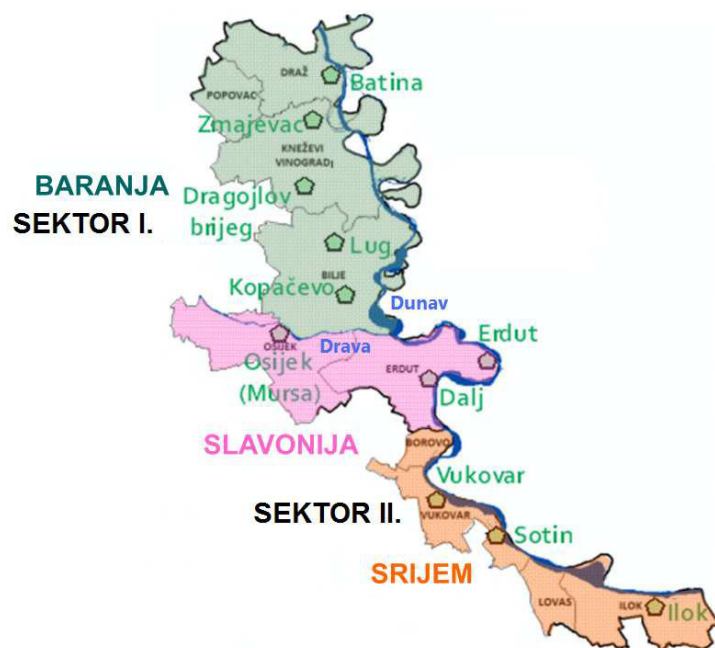 DRAŽ
Batina
POPOVAC
Zmajevac
KNEŽEVI
VINOGRADI
BARANJA
SEKTOR I.
Dragojlov
brijeg
Lug
BILJE
Kopačevo
Dunav
Drava
Erdut
OSIJEK
Osijek
(Mursa)
ERDUT
Dalj
SLAVONIJA
BOROVO
Vukovar
SEKTOR II.
VUKOVAR
Sotin
SRIJEM
LOVAS
ILOK
Ilok